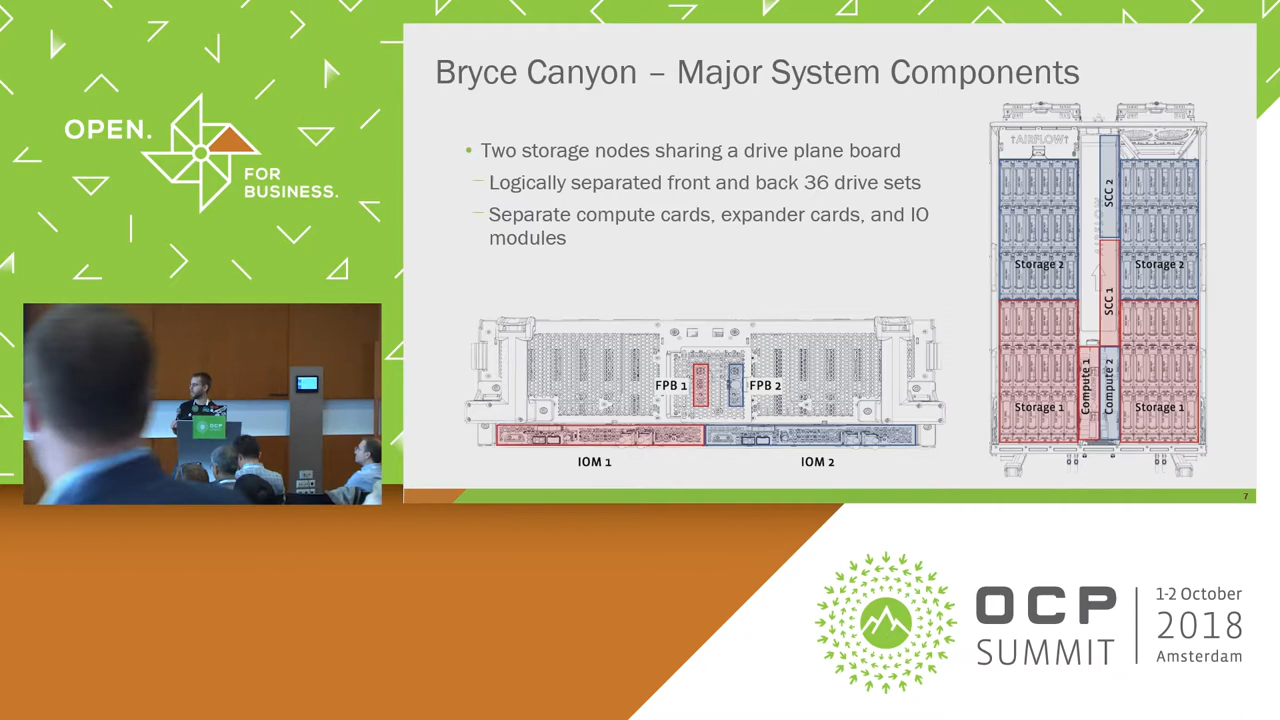 OPEN.
FOR
BUSINESS.
Bryce Canyon – Major System Components
• Two storage nodes sharing a drive plane board
– Logically separated front and back 36 drive sets
– Separate compute cards, expander cards, and IO
modules
FPB 1
FPB 2
IOM 1
IOM 2
↑AIRFLOW↑
AIRFLOW
SCC 2
Storage 2
Storage 2
SCC 1
Compute 1
Compute 2
Storage 1
Storage 1
7
OCP
SUMMIT
1-2 October
2018
Amsterdam